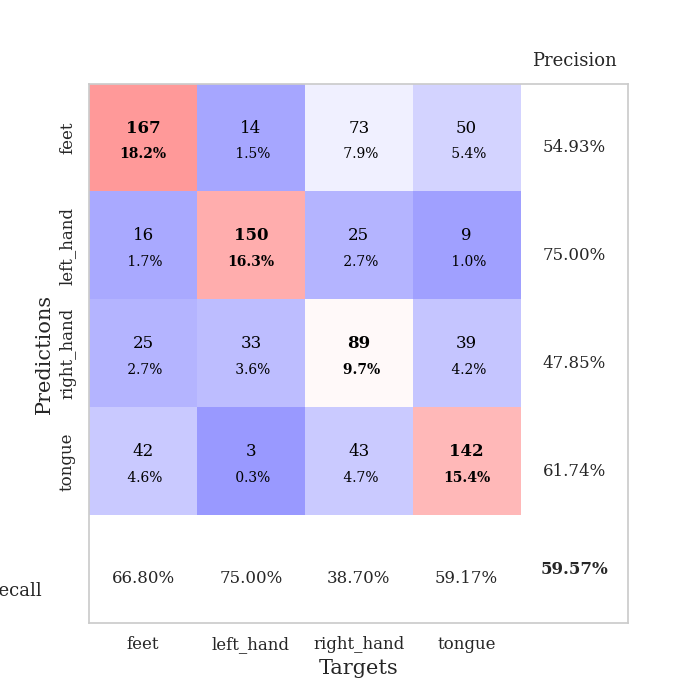 Precision
feet 167 14 73 50 54.93%
18.2% 1.5% 7.9% 5.4%
left_hand 16 150 25 9 75.00%
1.7% 16.3% 2.7% 1.0%
Predictions
right_hand 25 33 89 39 47.85%
2.7% 3.6% 9.7% 4.2%
tongue 42 3 43 142 61.74%
4.6% 0.3% 4.7% 15.4%
ecall 66.80% 75.00% 38.70% 59.17% 59.57%
feet left_hand right_hand tongue
Targets